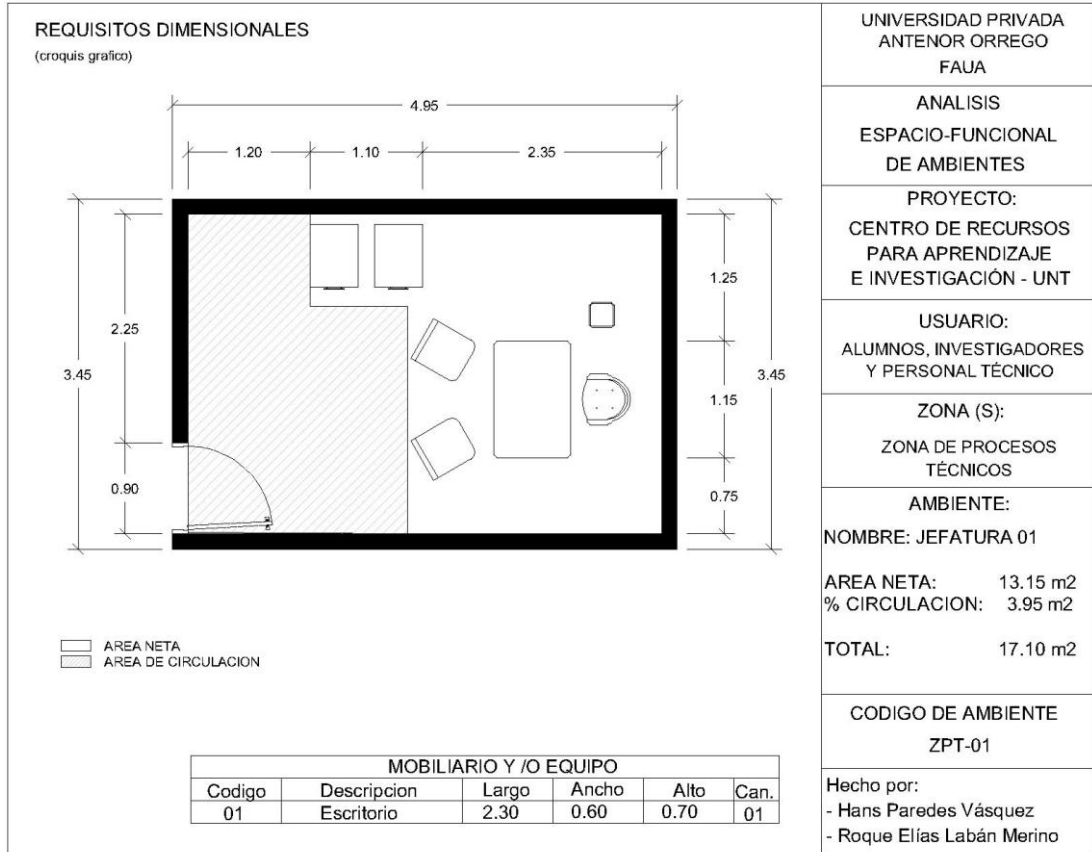 REQUISITOS DIMENSIONALES
(croquis grafico)
4.95
1.20
1.10
2.35
2.25
3.45
0.90
1.25
1.15
3.45
0.75
AREA NETA
AREA DE CIRCULACION
MOBILIARIO Y /O EQUIPO
Codigo Descripcion Largo Ancho Alto Can.
01 Escritorio 2.30 0.60 0.70 01
UNIVERSIDAD PRIVADA
ANTENOR ORREGO
FAUA
ANALISIS
ESPACIO-FUNCIONAL
DE AMBIENTES
PROYECTO:
CENTRO DE RECURSOS
PARA APRENDIZAJE
E INVESTIGACIÓN - UNT
USUARIO:
ALUMNOS, INVESTIGADORES
Y PERSONAL TÉCNICO
ZONA (S):
ZONA DE PROCESOS
TÉCNICOS
AMBIENTE:
NOMBRE: JEFATURA 01
AREA NETA: 13.15 m2
% CIRCULACION: 3.95 m2
TOTAL: 17.10 m2
CODIGO DE AMBIENTE
ZPT-01
Hecho por:
- Hans Paredes Vásquez
- Roque Elías Labán Merino